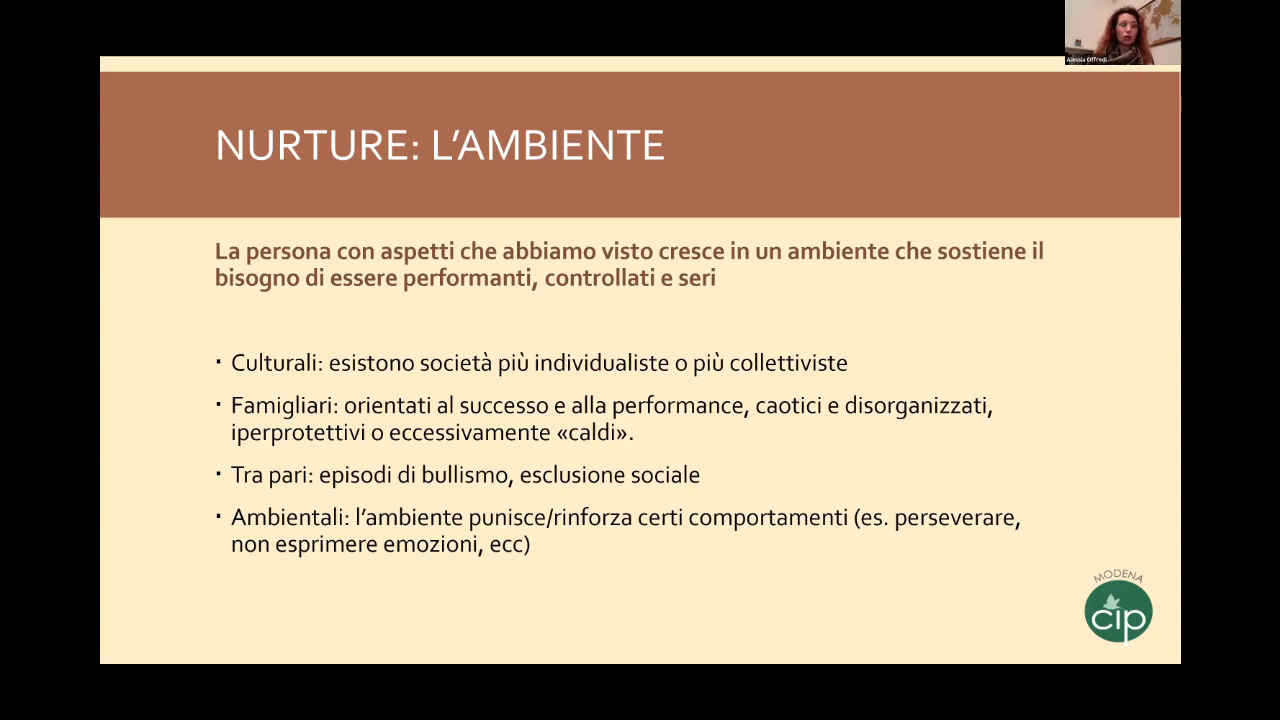 Alessia Offredi
NURTURE: L'AMBIENTE
La persona con aspetti che abbiamo visto cresce in un ambiente che sostiene il
bisogno di essere performanti, controllati e seri
▪ Culturali: esistono società più individualiste o più collettiviste
▪ Famigliari: orientati al successo e alla performance, caotici e disorganizzati,
iperprotettivi o eccessivamente «caldi».
▪ Tra pari: episodi di bullismo, esclusione sociale
▪ Ambientali: l'ambiente punisce/rinforza certi comportamenti (es. perseverare,
non esprimere emozioni, ecc)
MODENA
cip